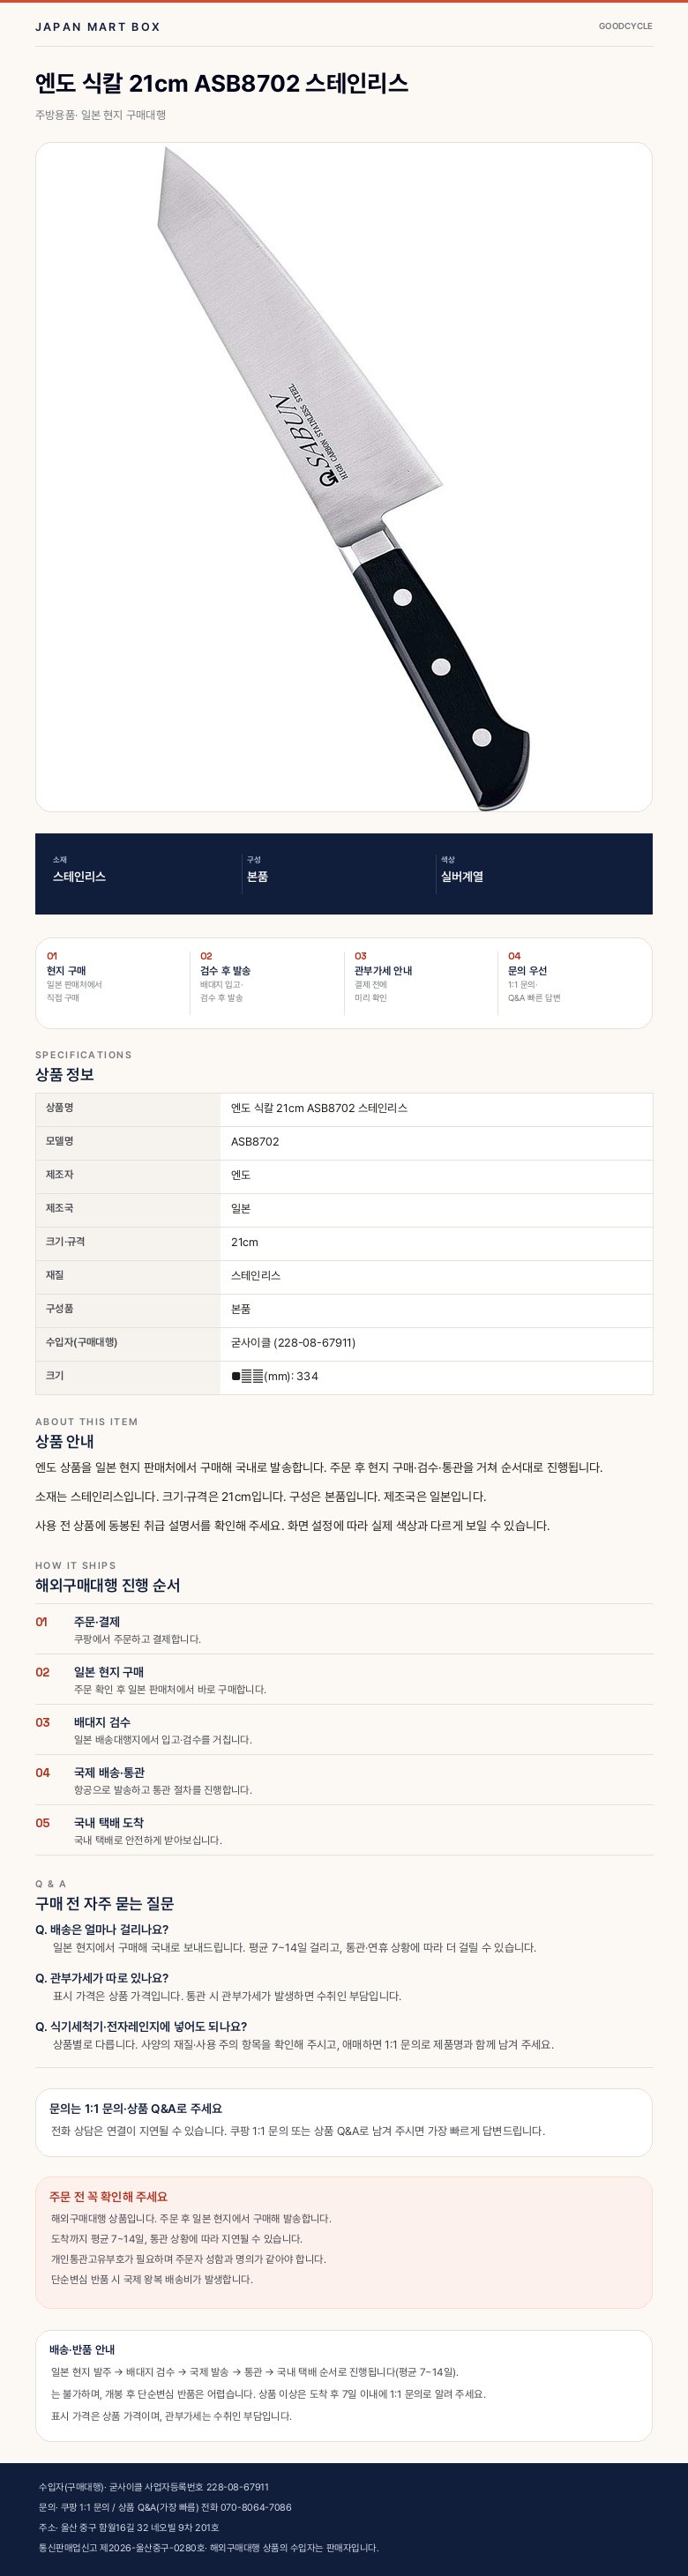 JAPAN MART BOX
GOODCYCLE
엔도 식칼 21cm ASB8702 스테인리스
주방용품· 일본 현지 구매대행
SABUN
HIGH CARBON STAINLESS STEEL
소재
스테인리스
구성
본품
색상
실버계열
01
현지 구매
일본 판매처에서
직접 구매
02
검수 후 발송
배대지 입고·
검수 후 발송
03
관부가세 안내
결제 전에
미리 확인
04
문의 우선
1:1 문의·
Q&A 빠른 답변
SPECIFICATIONS
상품 정보
상품명 엔도 식칼 21cm ASB8702 스테인리스
모델명 ASB8702
제조자 엔도
제조국 일본
크기·규격 21cm
재질 스테인리스
구성품 본품
수입자(구매대행) 굳사이클 (228-08-67911)
크기 (mm): 334
ABOUT THIS ITEM
상품 안내
엔도 상품을 일본 현지 판매처에서 구매해 국내로 발송합니다. 주문 후 현지 구매·검수·통관을 거쳐 순서대로 진행됩니다.
소재는 스테인리스입니다. 크기·규격은 21cm입니다. 구성은 본품입니다. 제조국은 일본입니다.
사용 전 상품에 동봉된 취급 설명서를 확인해 주세요. 화면 설정에 따라 실제 색상과 다르게 보일 수 있습니다.
HOW IT SHIPS
해외구매대행 진행 순서
01 주문·결제
쿠팡에서 주문하고 결제합니다.
02 일본 현지 구매
주문 확인 후 일본 판매처에서 바로 구매합니다.
03 배대지 검수
일본 배송대행지에서 입고·검수를 거칩니다.
04 국제 배송·통관
항공으로 발송하고 통관 절차를 진행합니다.
05 국내 택배 도착
국내 택배로 안전하게 받아보십니다.
Q & A
구매 전 자주 묻는 질문
Q. 배송은 얼마나 걸리나요?
일본 현지에서 구매해 국내로 보내드립니다. 평균 7~14일 걸리고, 통관·연휴 상황에 따라 더 걸릴 수 있습니다.
Q. 관부가세가 따로 있나요?
표시 가격은 상품 가격입니다. 통관 시 관부가세가 발생하면 수취인 부담입니다.
Q. 식기세척기·전자레인지에 넣어도 되나요?
상품별로 다릅니다. 사양의 재질·사용 주의 항목을 확인해 주시고, 애매하면 1:1 문의로 제품명과 함께 남겨 주세요.
문의는 1:1 문의·상품 Q&A로 주세요
전화 상담은 연결이 지연될 수 있습니다. 쿠팡 1:1 문의 또는 상품 Q&A로 남겨 주시면 가장 빠르게 답변드립니다.
주문 전 꼭 확인해 주세요
해외구매대행 상품입니다. 주문 후 일본 현지에서 구매해 발송합니다.
도착까지 평균 7~14일, 통관 상황에 따라 지연될 수 있습니다.
개인통관고유부호가 필요하며 주문자 성함과 명의가 같아야 합니다.
단순변심 반품 시 국제 왕복 배송비가 발생합니다.
배송·반품 안내
일본 현지 발주 → 배대지 검수 → 국제 발송 → 통관 → 국내 택배 순서로 진행됩니다(평균 7~14일).
는 불가하며, 개봉 후 단순변심 반품은 어렵습니다. 상품 이상은 도착 후 7일 이내에 1:1 문의로 알려 주세요.
표시 가격은 상품 가격이며, 관부가세는 수취인 부담입니다.
수입자(구매대행)· 굳사이클 사업자등록번호 228-08-67911
문의· 쿠팡 1:1 문의 / 상품 Q&A(가장 빠름) 전화 070-8064-7086
주소· 울산 중구 함월16길 32 네오빌 9차 201호
통신판매업신고 제2026-울산중구-0280호· 해외구매대행 상품의 수입자는 판매자입니다.